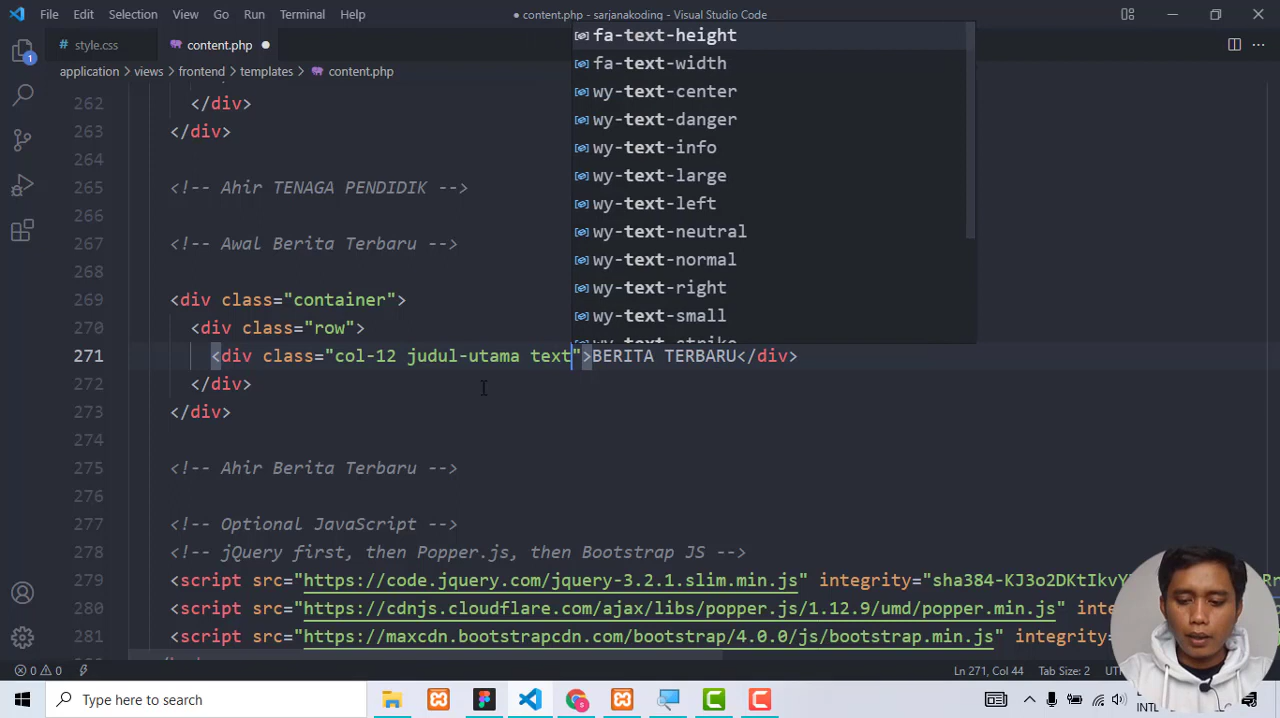 File Edit Selection View Go Run Terminal Help
● content.php - sarjanakoding - Visual Studio Code
# style.css
content.php ●
application > views > frontend > templates > content.php
fa-text-height
fa-text-width
wy-text-center
wy-text-danger
wy-text-info
wy-text-large
wy-text-left
wy-text-neutral
wy-text-normal
wy-text-right
wy-text-small
wy-text-strike
262 </div>
263 </div>
264
265 <!-- Ahir TENAGA PENDIDIK -->
266
267 <!-- Awal Berita Terbaru -->
268
269 <div class="container">
270 <div class="row">
271 <div class="col-12 judul-utama text">BERITA TERBARU</div>
272 </div>
273 </div>
274
275 <!-- Ahir Berita Terbaru -->
276
277 <!-- Optional JavaScript -->
278 <!-- jQuery first, then Popper.js, then Bootstrap JS -->
279 <script src="https://code.jquery.com/jquery-3.2.1.slim.min.js" integrity="sha384-KJ3o2DKtIkvY
280 <script src="https://cdnjs.cloudflare.com/ajax/libs/popper.js/1.12.9/umd/popper.min.js" inte
281 <script src="https://maxcdn.bootstrapcdn.com/bootstrap/4.0.0/js/bootstrap.min.js" integrity=
1
0 0
Ln 271, Col 44 Tab Size: 2
Type here to search
INTL